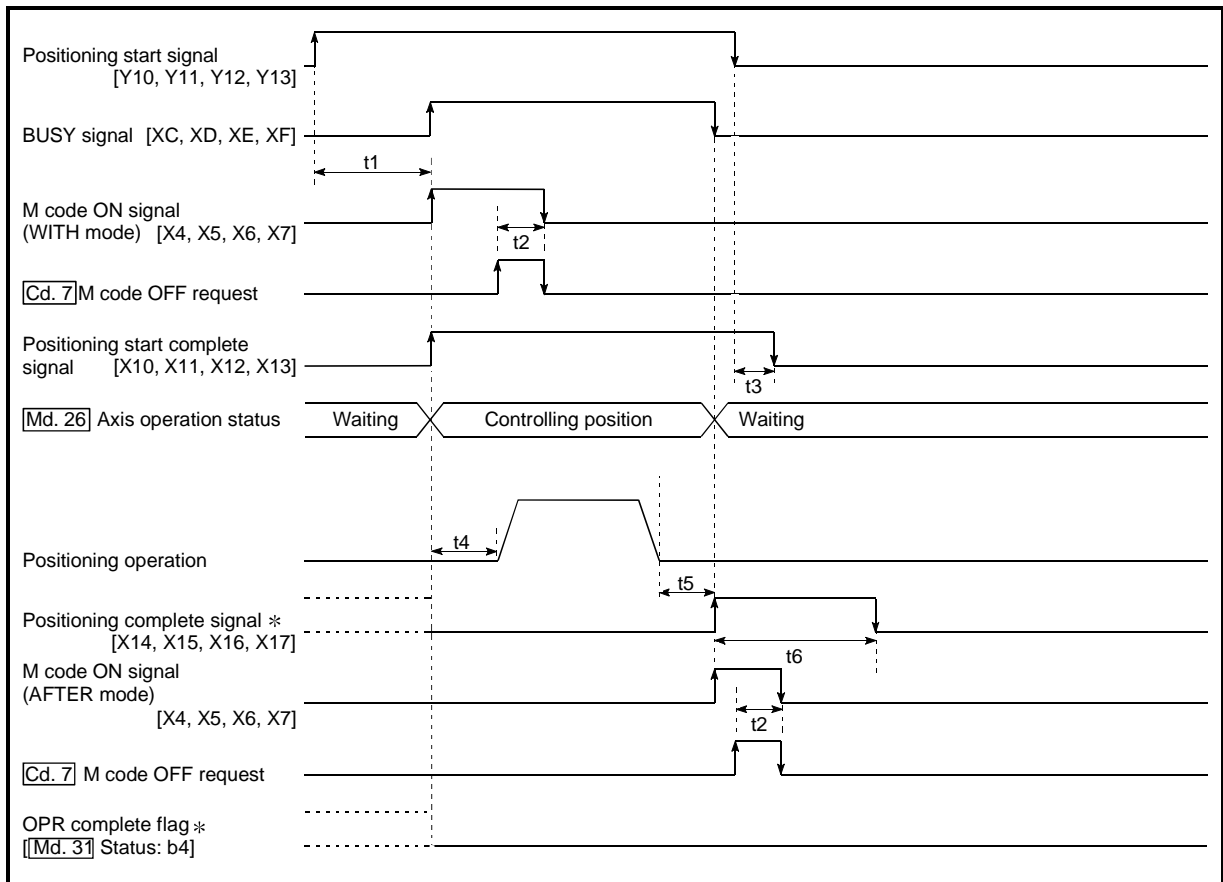 Positioning start signal
[Y10, Y11, Y12, Y13]
BUSY signal [XC, XD, XE, XF]
t1
M code ON signal
(WITH mode) [X4, X5, X6, X7]
t2
Cd. 7 M code OFF request
Positioning start complete
signal [X10, X11, X12, X13]
t3
Md. 26 Axis operation status
Waiting
Controlling position
Waiting
t4
Positioning operation
t5
Positioning complete signal *
[X14, X15, X16, X17]
t6
M code ON signal
(AFTER mode)
[X4, X5, X6, X7]
t2
Cd. 7 M code OFF request
OPR complete flag *
[Md. 31 Status: b4]